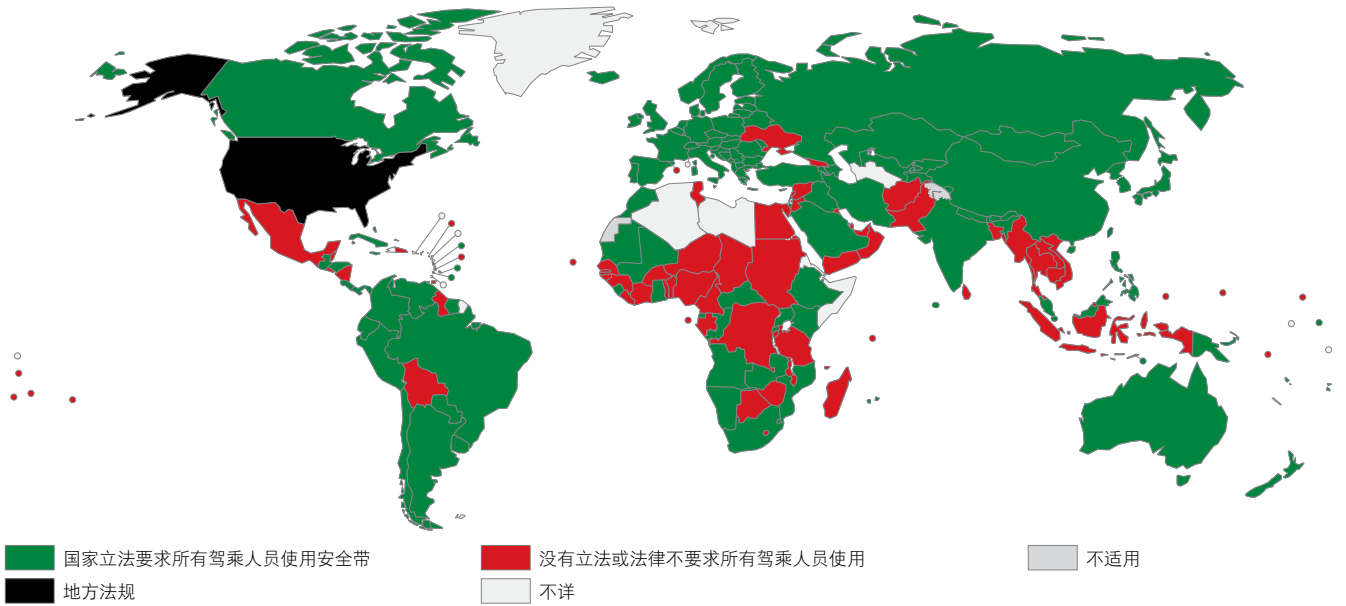 国家立法要求所有驾乘人员使用安全带
没有立法或法律不要求所有驾乘人员使用
不适用
地方法规
不详